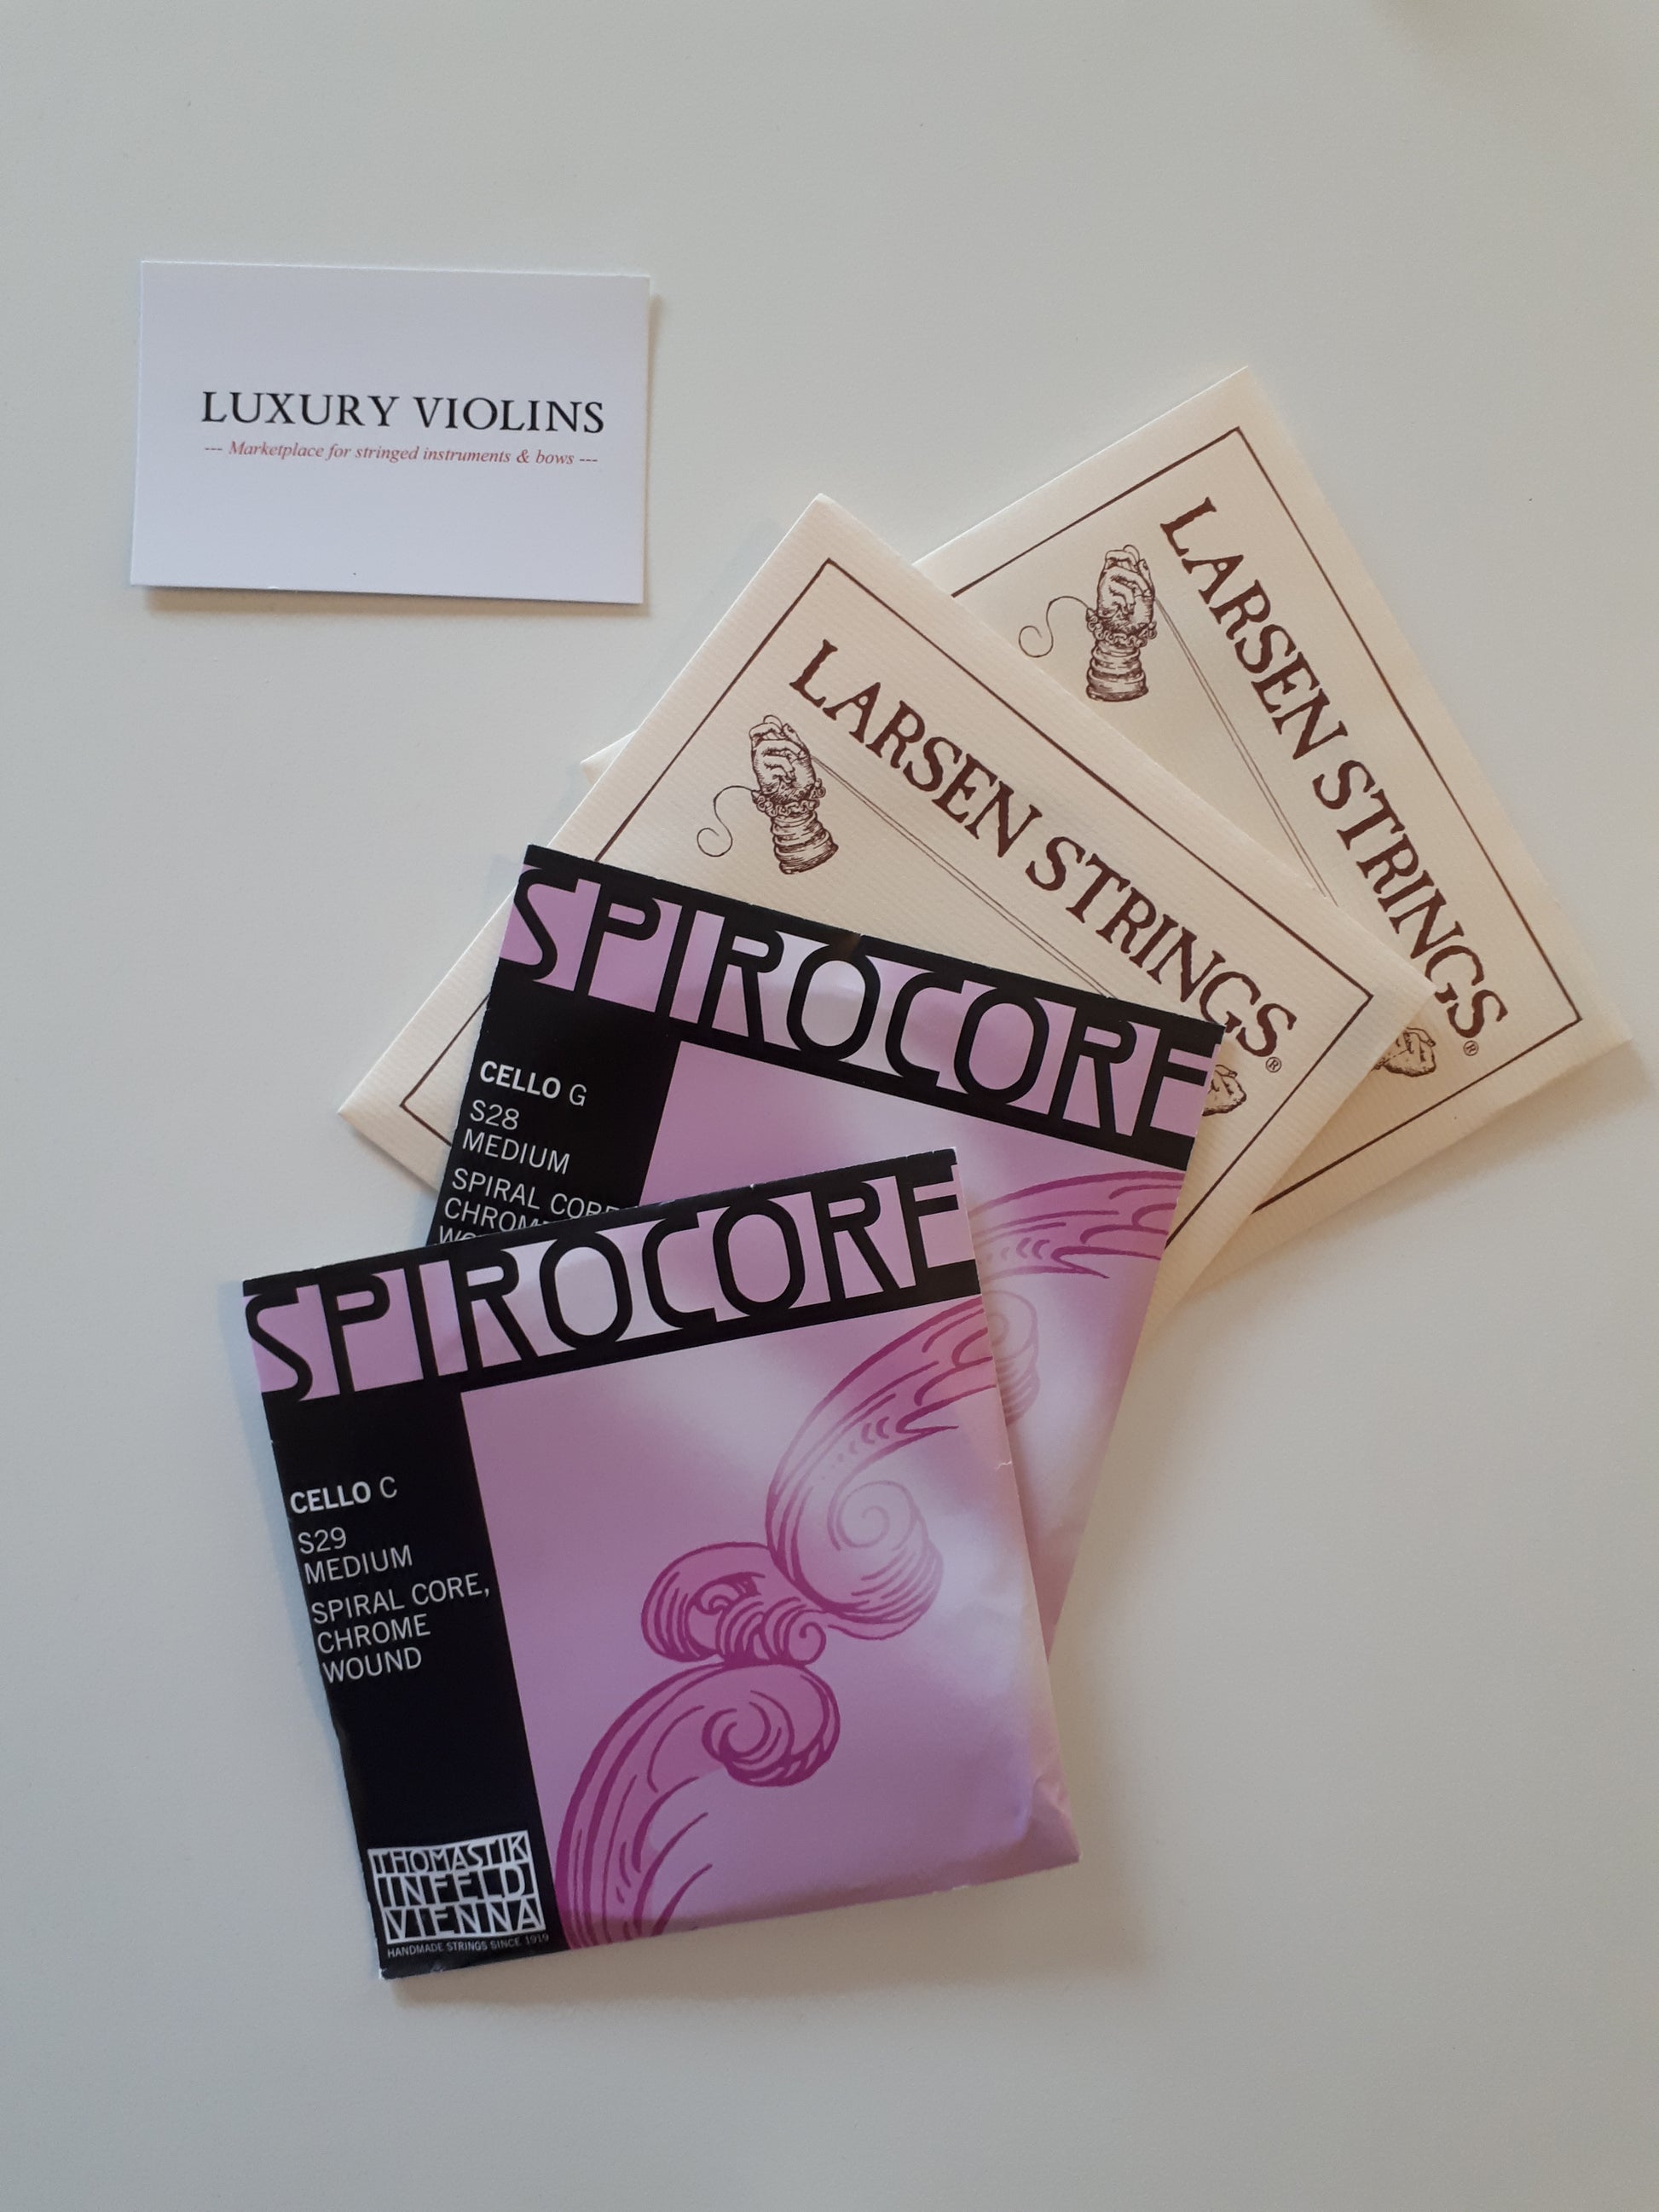 LUXURY VIOLINS
--- Marketplace for stringed instruments & bows ---
LARSEN STRINGS®
LARSEN STRINGS®
SPIROCORE
CELLO G
S28
MEDIUM
SPIRAL CORE
CHROME
SPIROCORE
CELLO C
S29
MEDIUM
SPIRAL CORE,
CHROME
WOUND
THOMASTIK
INFELD
VIENNA
HANDMADE STRINGS SINCE 1919